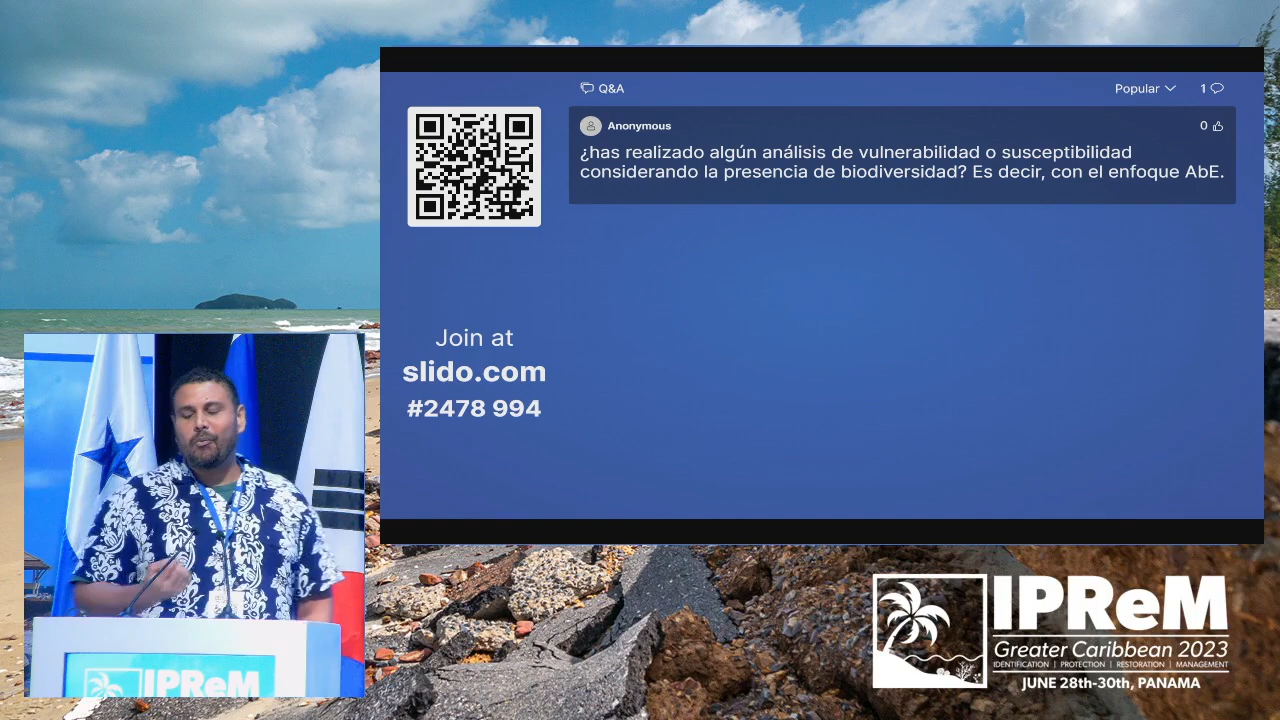 Q&A
Popular
1
Anonymous
0
¿has realizado algún análisis de vulnerabilidad o susceptibilidad
considerando la presencia de biodiversidad? Es decir, con el enfoque AbE.
Join at
slido.com
#2478 994
IPReM
IPReM
Greater Caribbean 2023
IDENTIFICATION | PROTECTION | RESTORATION | MANAGEMENT
JUNE 28th-30th, PANAMA